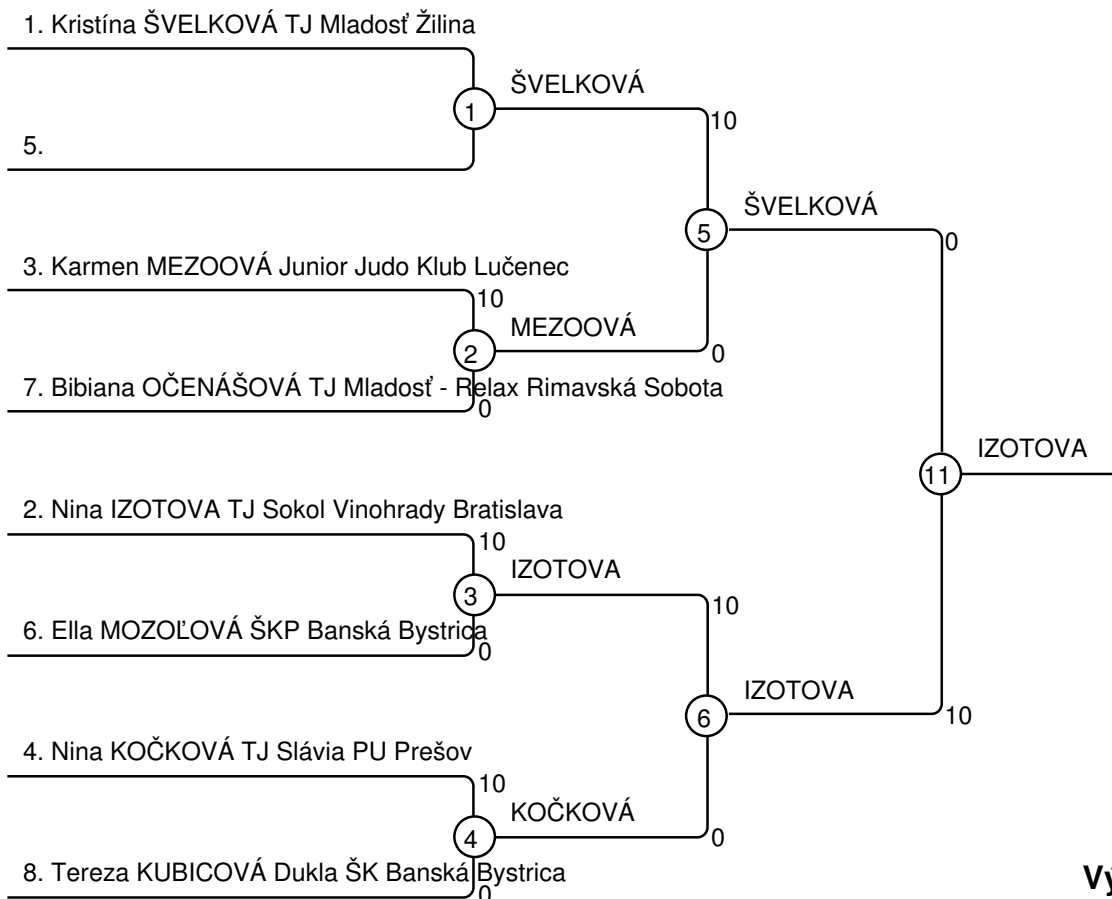 1. Kristína ŠVELKOVÁ TJ Mladosť Žilina
ŠVELKOVÁ
1
10
5.
ŠVELKOVÁ
5
0
3. Karmen MEZOOVÁ Junior Judo Klub Lučenec
10
MEZOOVÁ
2
0
7. Bibiana OČENÁŠOVÁ TJ Mladosť - Relax Rimavská Sobota
0
IZOTOVA
11
2. Nina IZOTOVA TJ Sokol Vinohrady Bratislava
10
IZOTOVA
3
10
6. Ella MOZOĽOVÁ ŠKP Banská Bystrica
0
IZOTOVA
6
10
4. Nina KOČKOVÁ TJ Slávia PU Prešov
10
KOČKOVÁ
4
0
8. Tereza KUBICOVÁ Dukla ŠK Banská Bystrica
0
Vý